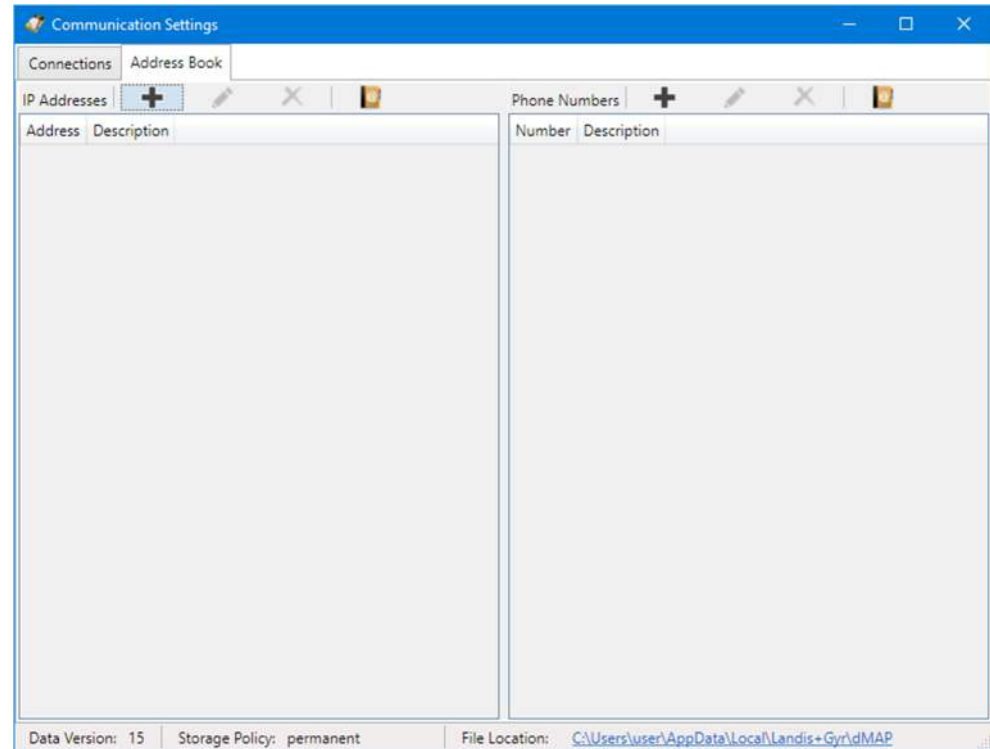 Communication Settings
Connections Address Book
IP Addresses Phone Numbers
Address Description Number Description
Data Version: 15 Storage Policy: permanent File Location: C:\Users\user\AppData\Local\Landis+Gyr\dMAP